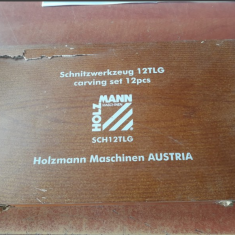 Schnitzwerkzeug 12TLG
carving set 12pcs
HOLZMANN
SCH12TLG
Holzmann Maschinen AUSTRIA